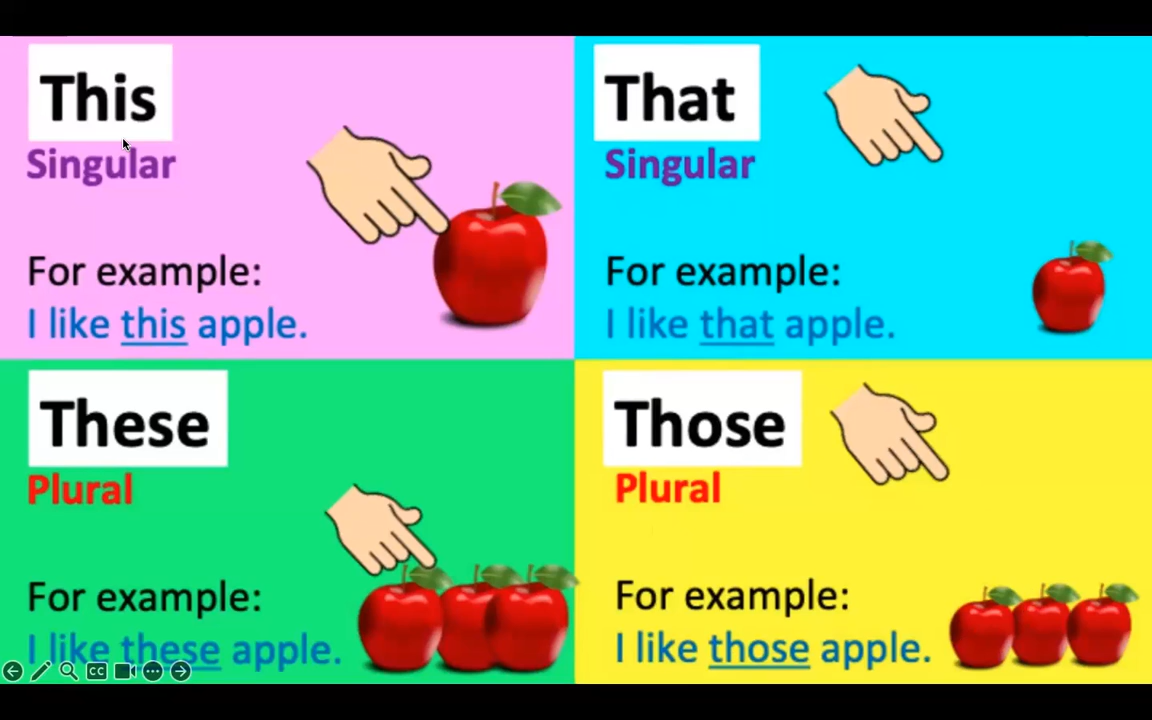 This
Singular
For example:
I like this apple.
That
Singular
For example:
I like that apple.
These
Plural
For example:
I like these apple.
CC
Those
Plural
For example:
I like those apple.